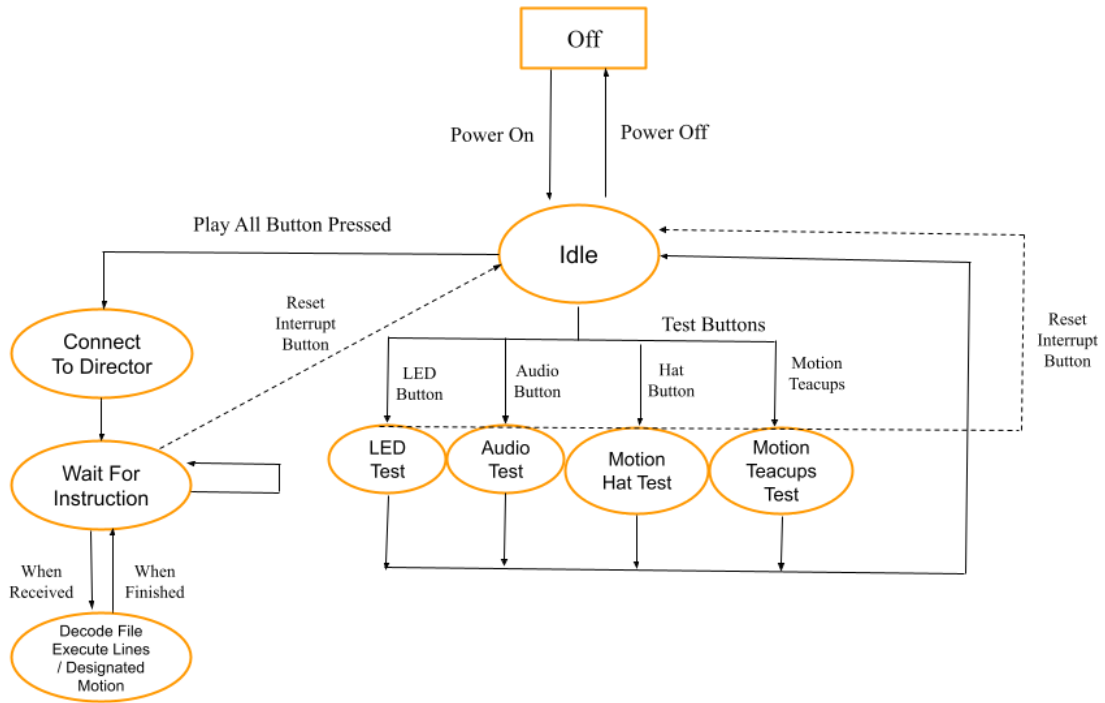 Off
Power On
Power Off
Play All Button Pressed
Idle
Reset
Interrupt
Button
Test Buttons
Reset
Interrupt
Button
Connect
To Director
LED
Button
Audio
Button
Hat
Button
Motion
Teacups
Wait For
Instruction
LED
Test
Audio
Test
Motion
Hat Test
Motion
Teacups
Test
When
Received
When
Finished
Decode File
Execute Lines
/ Designated
Motion